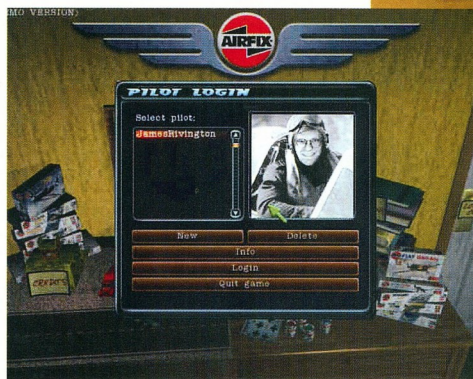 MO VERSION)
AIRFIX
PILOT LOGIN
Select pilot:
JamesRivington
New
Delete
Info
Login
Quit game